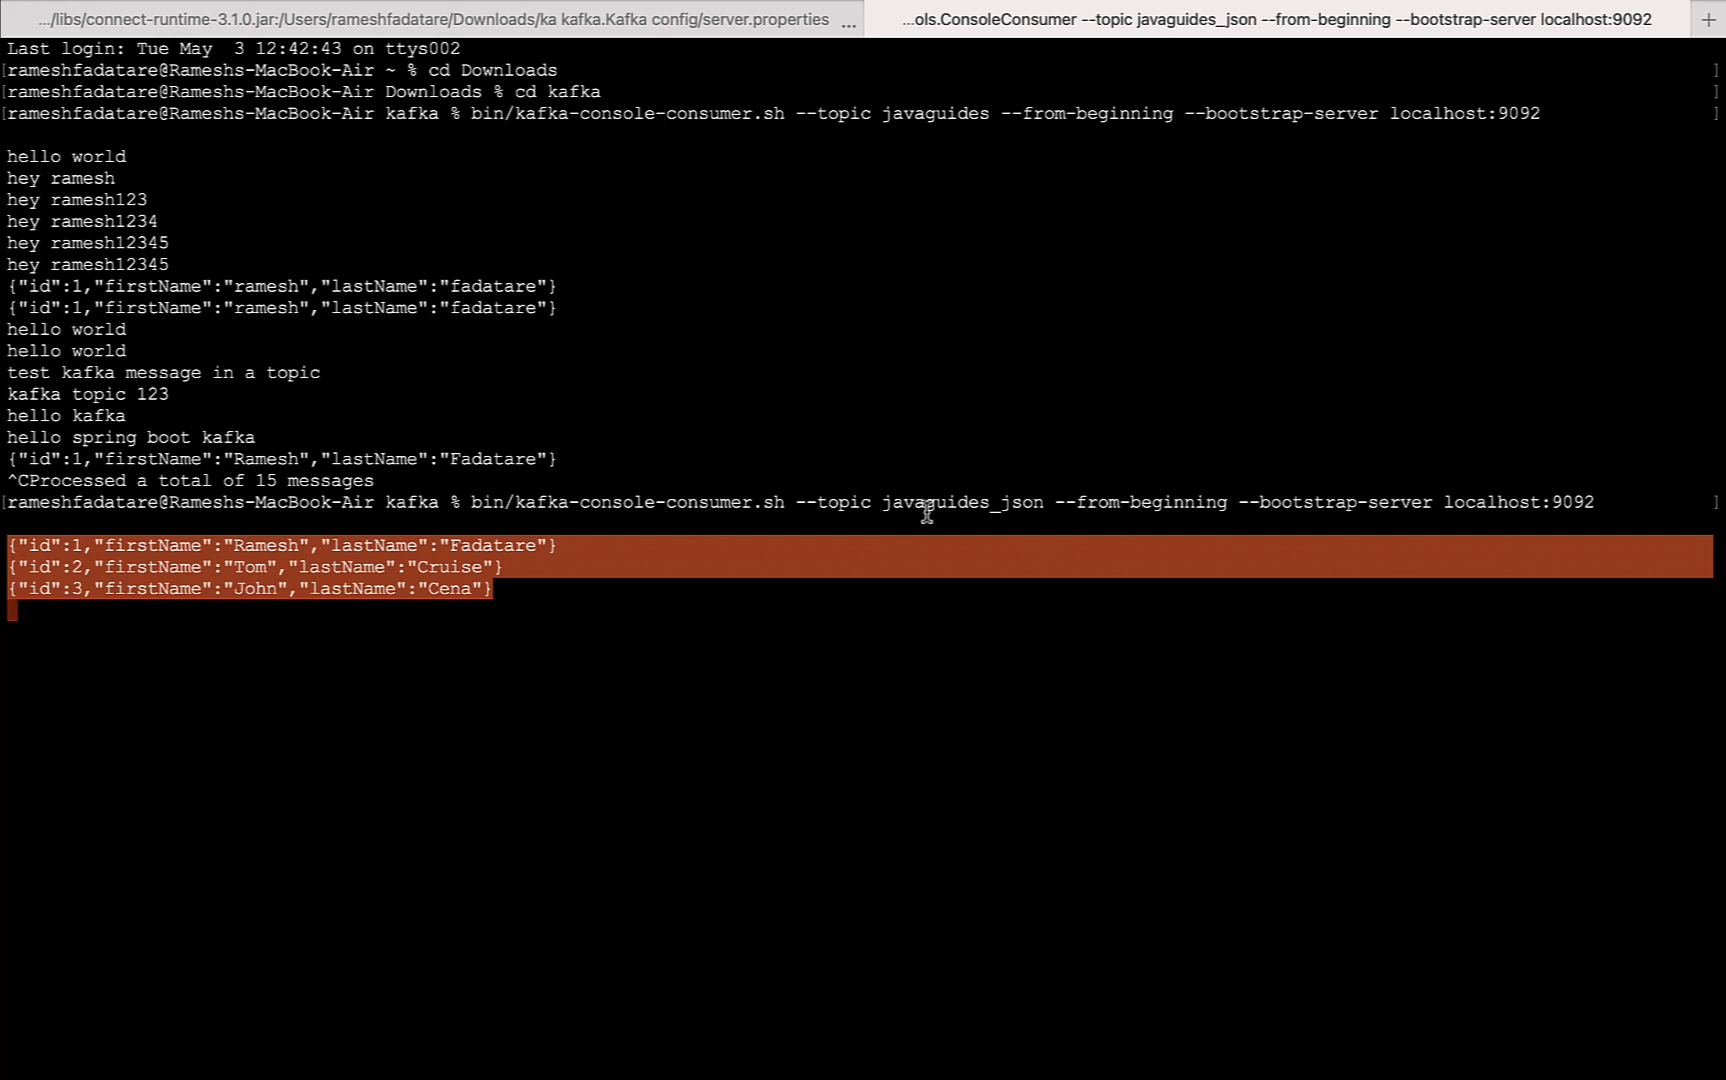 .../libs/connect-runtime-3.1.0.jar:/Users/rameshfadatare/Downloads/ka kafka.Kafka config/server.properties ...
...ols.ConsoleConsumer --topic javaguides_json --from-beginning --bootstrap-server localhost:9092 +
Last login: Tue May  3 12:42:43 on ttys002
[rameshfadatare@Rameshs-MacBook-Air ~ % cd Downloads ]
[rameshfadatare@Rameshs-MacBook-Air Downloads % cd kafka ]
[rameshfadatare@Rameshs-MacBook-Air kafka % bin/kafka-console-consumer.sh --topic javaguides --from-beginning --bootstrap-server localhost:9092 ]
hello world
hey ramesh
hey ramesh123
hey ramesh1234
hey ramesh12345
hey ramesh12345
{"id":1,"firstName":"ramesh","lastName":"fadatare"}
{"id":1,"firstName":"ramesh","lastName":"fadatare"}
hello world
hello world
test kafka message in a topic
kafka topic 123
hello kafka
hello spring boot kafka
{"id":1,"firstName":"Ramesh","lastName":"Fadatare"}
^CProcessed a total of 15 messages
[rameshfadatare@Rameshs-MacBook-Air kafka % bin/kafka-console-consumer.sh --topic javaguides_json --from-beginning --bootstrap-server localhost:9092 ]
{"id":1,"firstName":"Ramesh","lastName":"Fadatare"}
{"id":2,"firstName":"Tom","lastName":"Cruise"}
{"id":3,"firstName":"John","lastName":"Cena"}